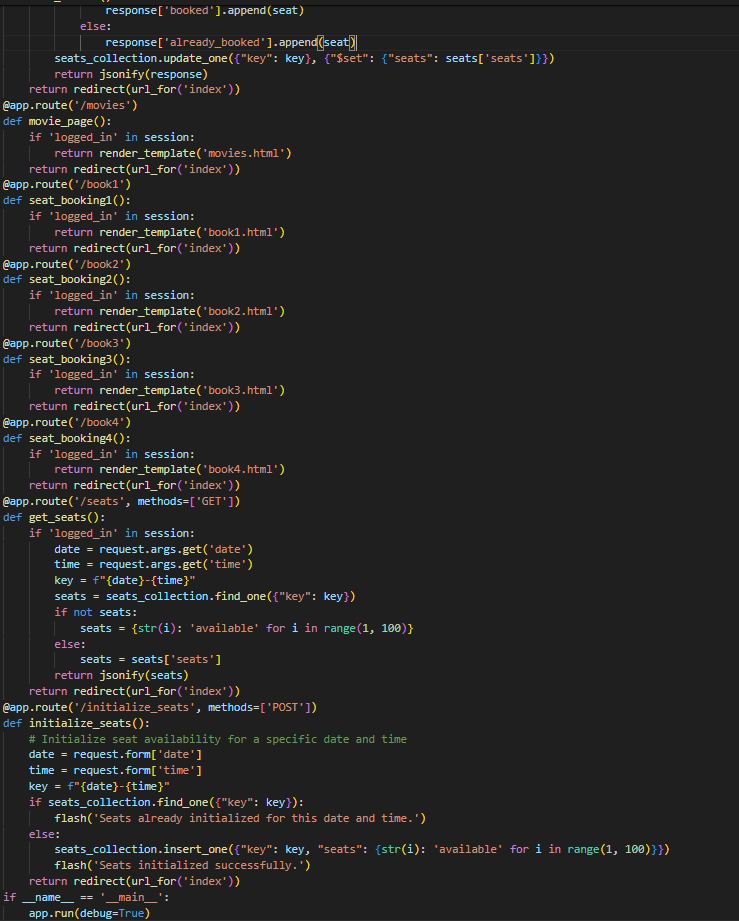 response['booked'].append(seat)
            else:
                response['already_booked'].append(seat)
        seats_collection.update_one({"key": key}, {"$set": {"seats": seats['seats']}})
        return jsonify(response)
    return redirect(url_for('index'))
@app.route('/movies')
def movie_page():
    if 'logged_in' in session:
        return render_template('movies.html')
    return redirect(url_for('index'))
@app.route('/book1')
def seat_booking1():
    if 'logged_in' in session:
        return render_template('book1.html')
    return redirect(url_for('index'))
@app.route('/book2')
def seat_booking2():
    if 'logged_in' in session:
        return render_template('book2.html')
    return redirect(url_for('index'))
@app.route('/book3')
def seat_booking3():
    if 'logged_in' in session:
        return render_template('book3.html')
    return redirect(url_for('index'))
@app.route('/book4')
def seat_booking4():
    if 'logged_in' in session:
        return render_template('book4.html')
    return redirect(url_for('index'))
@app.route('/seats', methods=['GET'])
def get_seats():
    if 'logged_in' in session:
        date = request.args.get('date')
        time = request.args.get('time')
        key = f"{date}-{time}"
        seats = seats_collection.find_one({"key": key})
        if not seats:
            seats = {str(i): 'available' for i in range(1, 100)}
        else:
            seats = seats['seats']
        return jsonify(seats)
    return redirect(url_for('index'))
@app.route('/initialize_seats', methods=['POST'])
def initialize_seats():
    # Initialize seat availability for a specific date and time
    date = request.form['date']
    time = request.form['time']
    key = f"{date}-{time}"
    if seats_collection.find_one({"key": key}):
        flash('Seats already initialized for this date and time.')
    else:
        seats_collection.insert_one({"key": key, "seats": {str(i): 'available' for i in range(1, 100)}})
        flash('Seats initialized successfully.')
    return redirect(url_for('index'))
if __name__ == '__main__':
    app.run(debug=True)